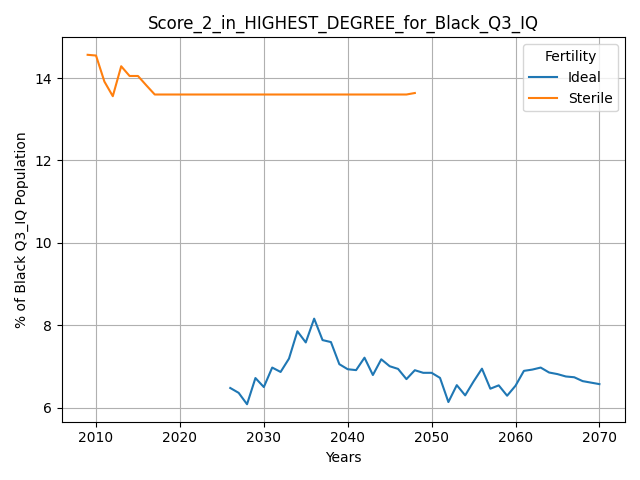 Score_2_in_HIGHEST_DEGREE_for_Black_Q3_IQ
Fertility
Ideal
Sterile
% of Black Q3_IQ Population
14
12
10
8
6
2010 2020 2030 2040 2050 2060 2070
Years